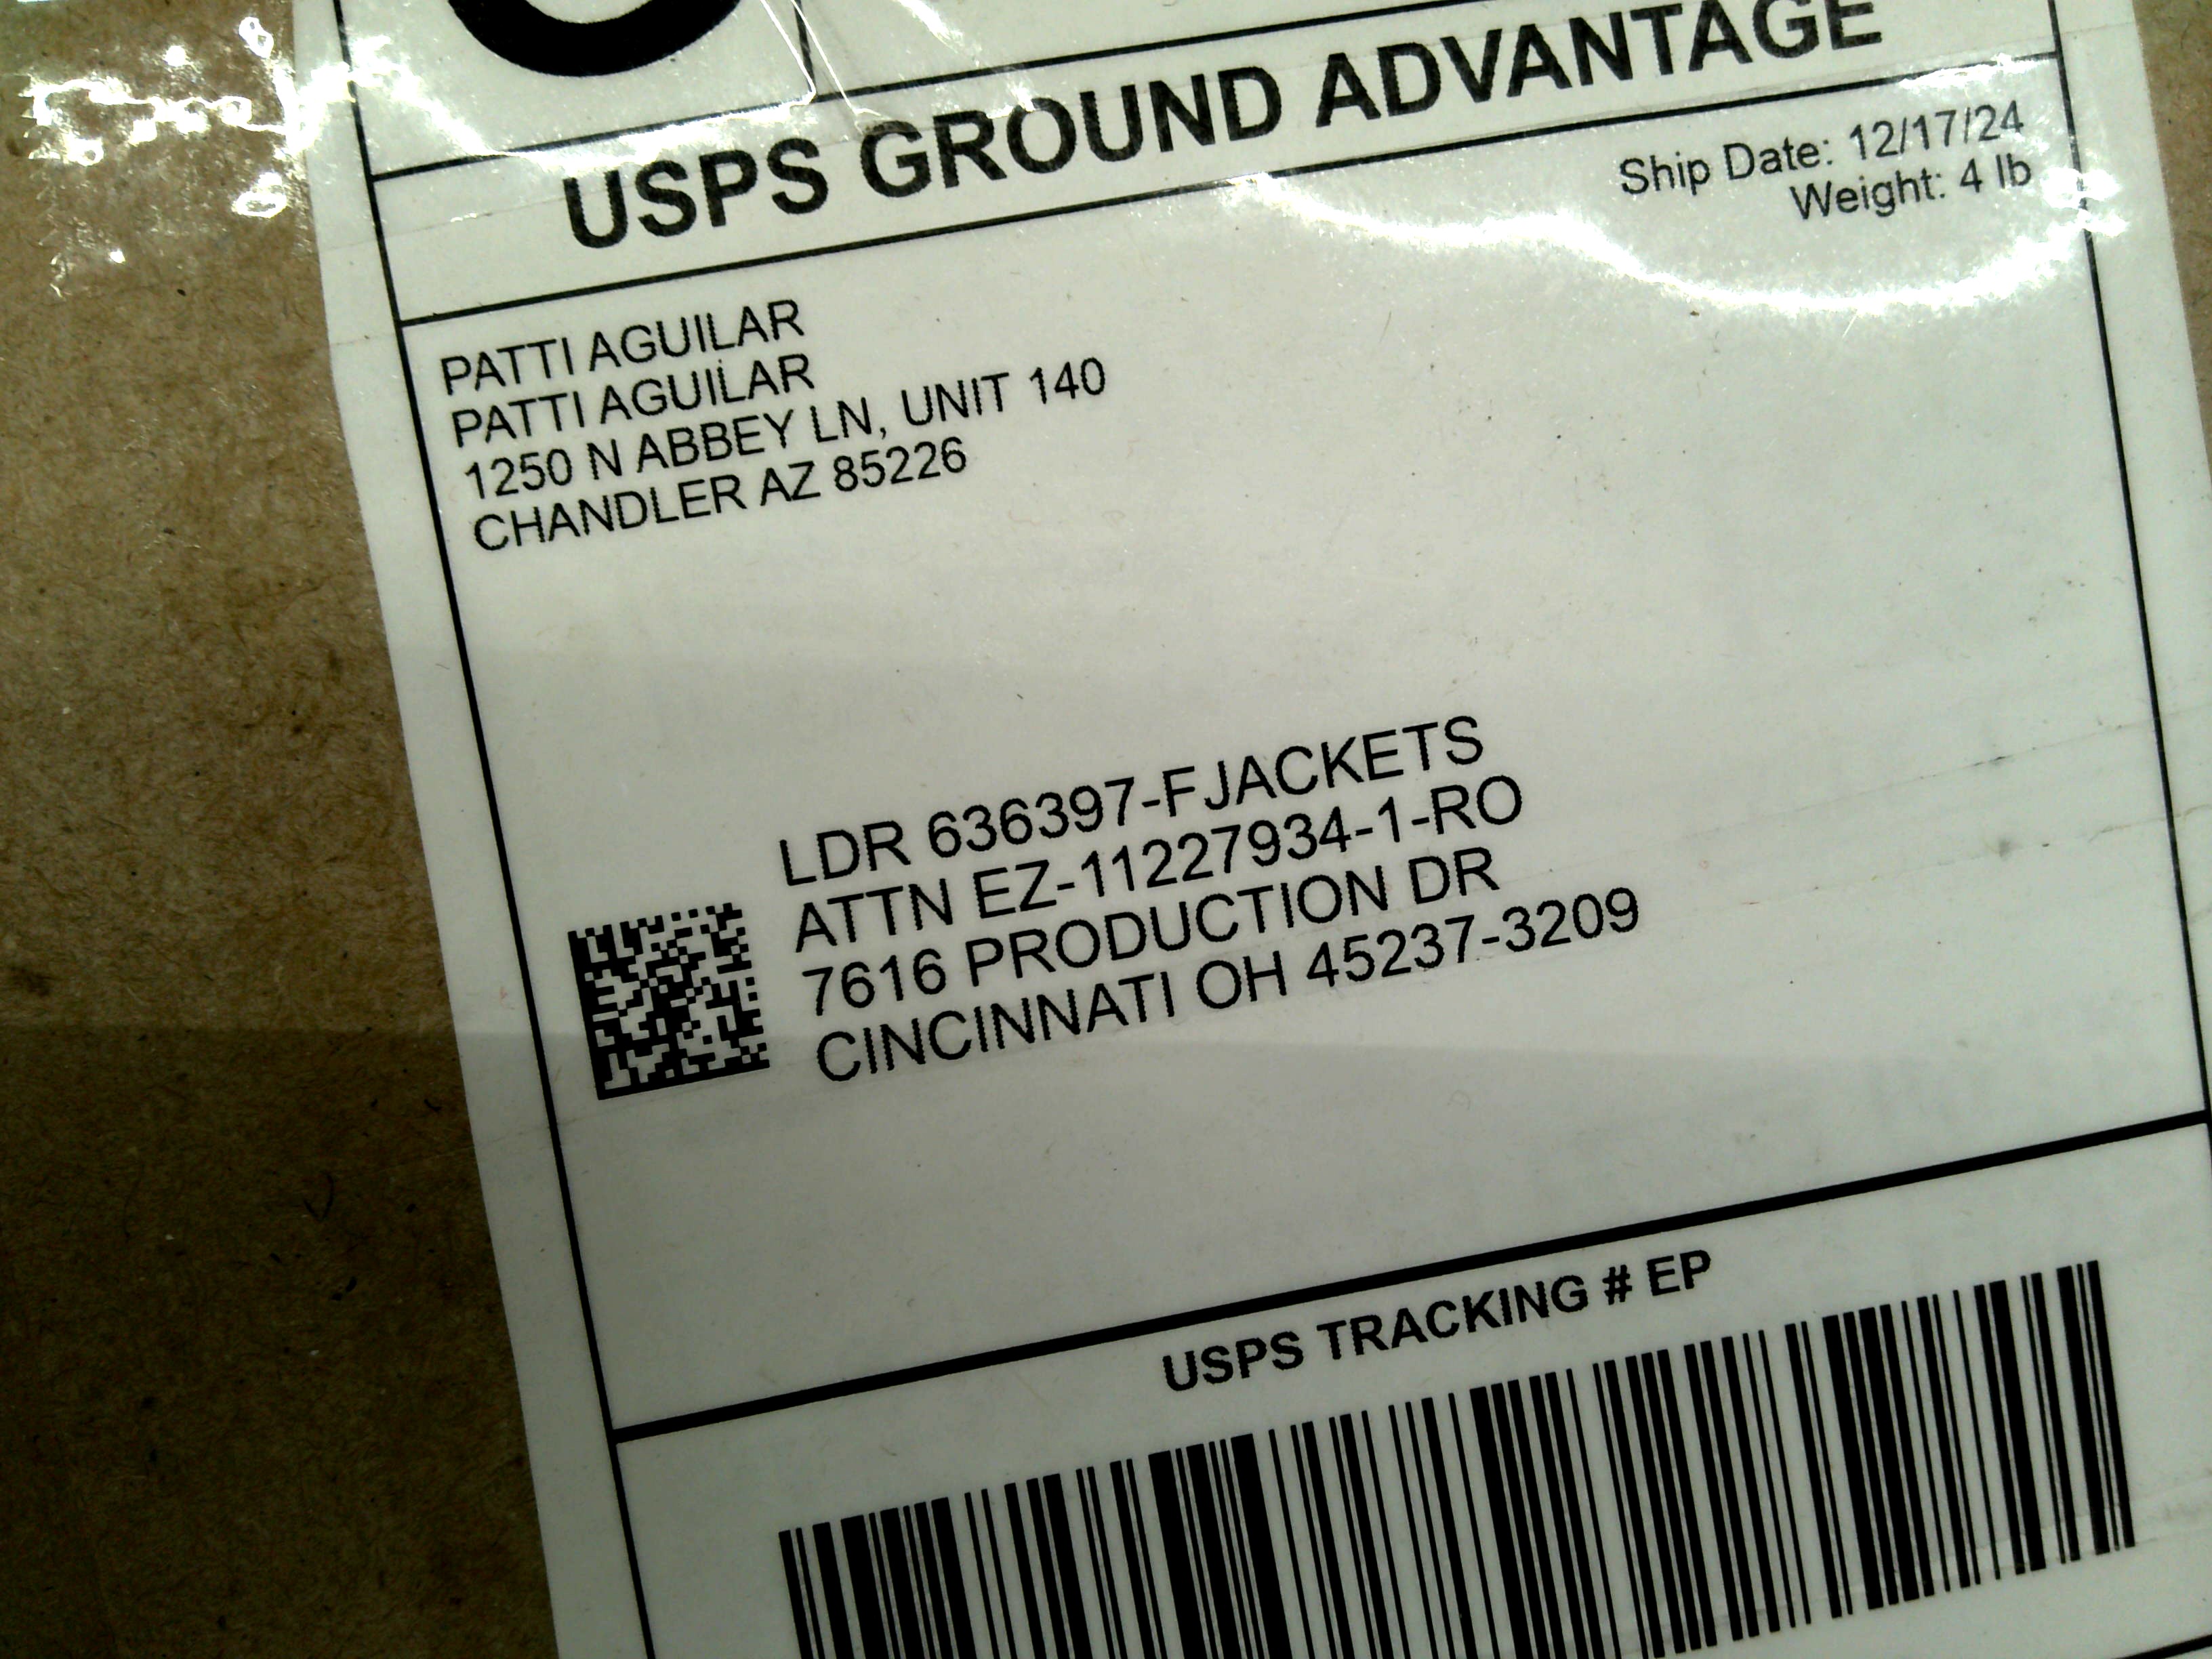 USPS GROUND ADVANTAGE
Ship Date: 12/17/24
Weight: 4 lb
PATTI AGUILAR
PATTI AGUILAR
1250 N ABBEY LN, UNIT 140
CHANDLER AZ 85226
LDR 636397-FJACKETS
ATTN EZ-11227934-1-RO
7616 PRODUCTION DR
CINCINNATI OH 45237-3209
USPS TRACKING # EP